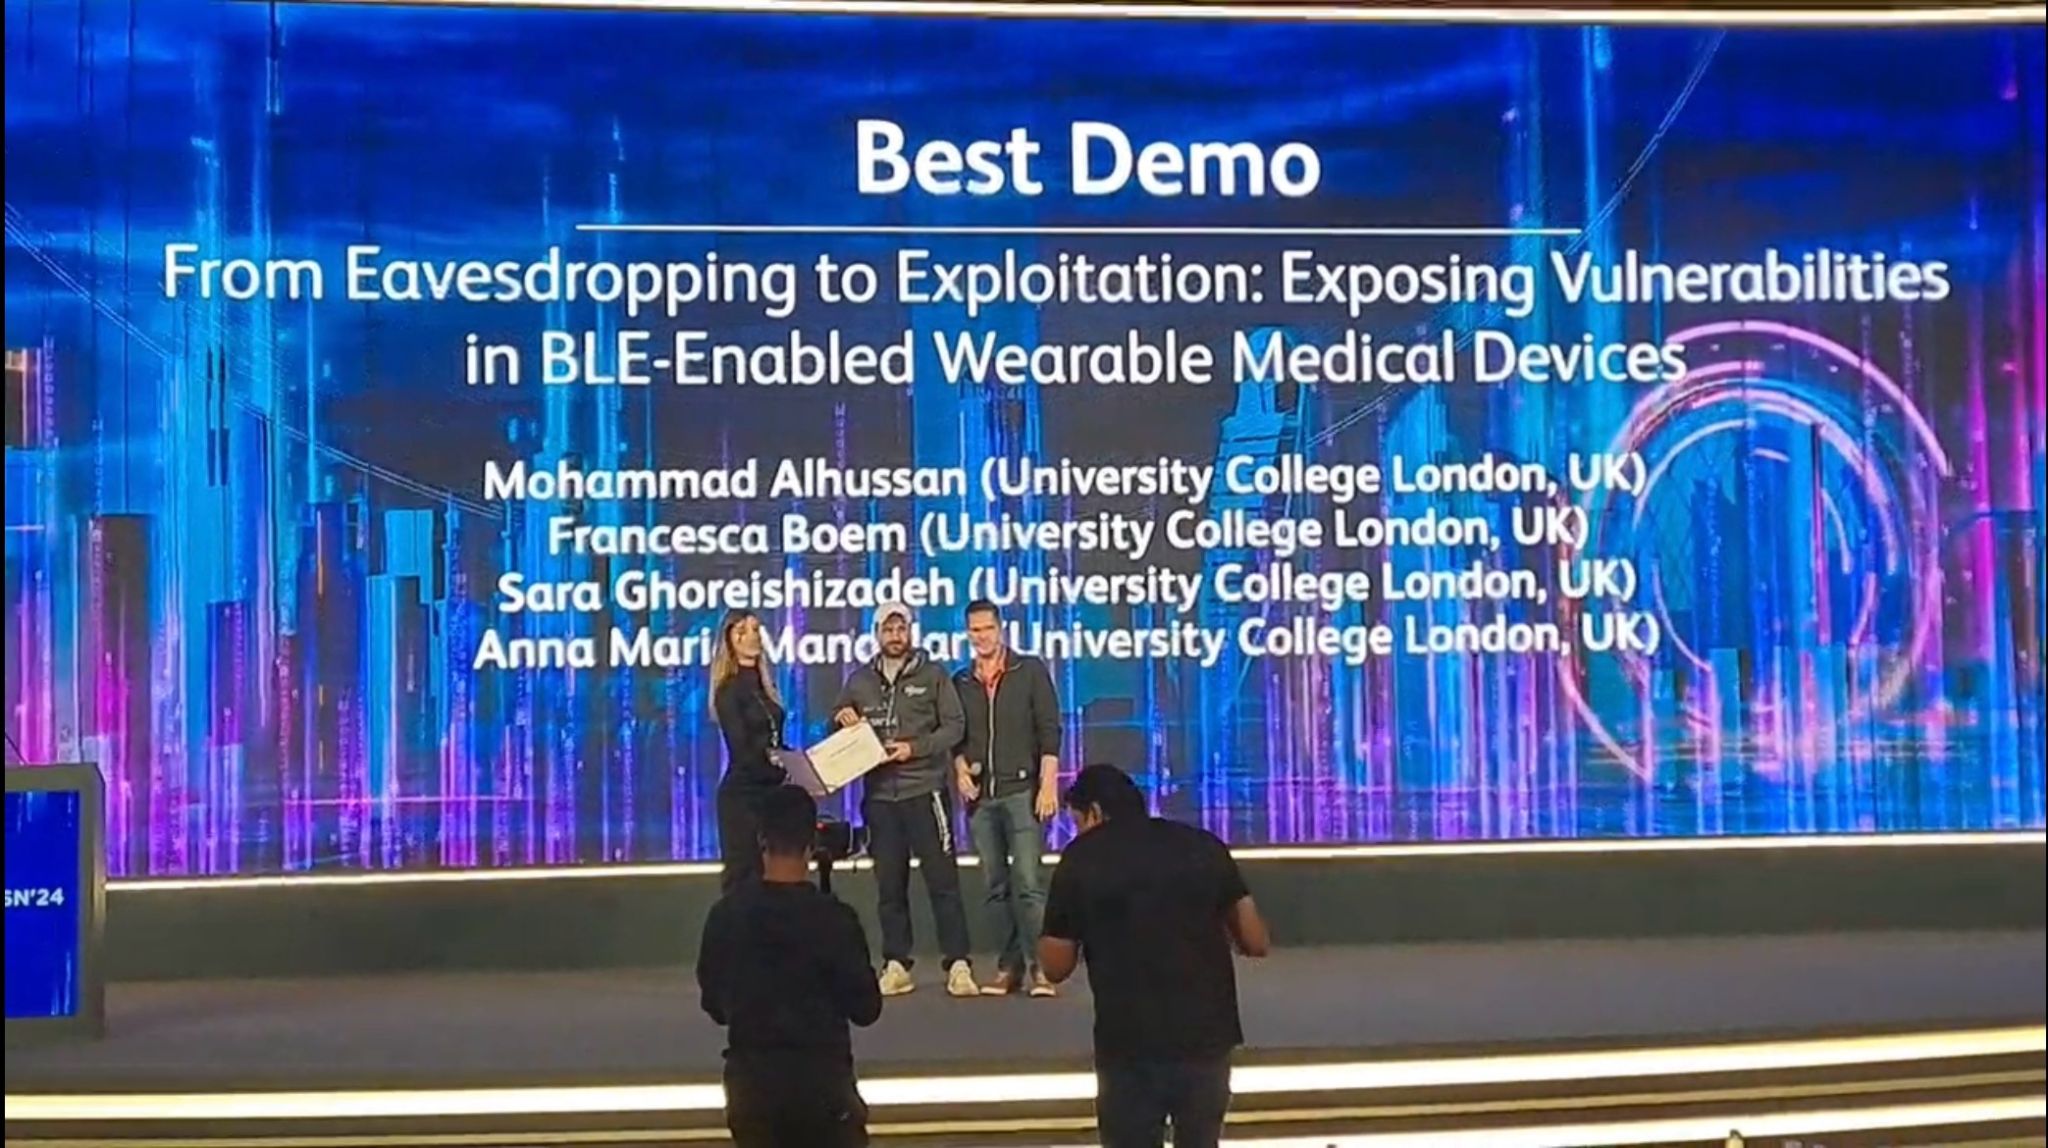 Best Demo
From Eavesdropping to Exploitation: Exposing Vulnerabilities
in BLE-Enabled Wearable Medical Devices
Mohammad Alhussan (University College London, UK)
Francesca Boem (University College London, UK)
Sara Ghoreishizadeh (University College London, UK)
Anna (University College London, UK)
SN'24